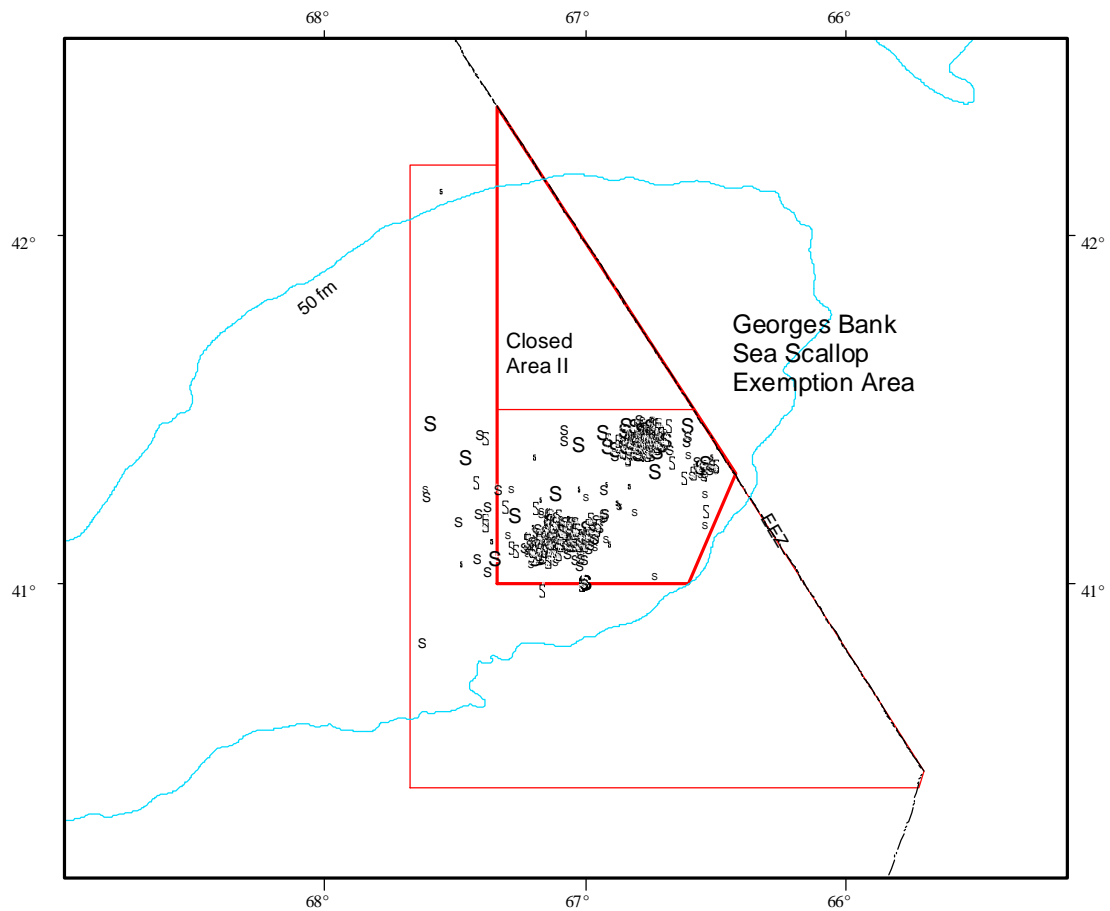 68° 67° 66°
42° 42°
50 fm
Georges Bank
Sea Scallop
Exemption Area
Closed
Area II
EEZ
41° 41°
68° 67° 66°